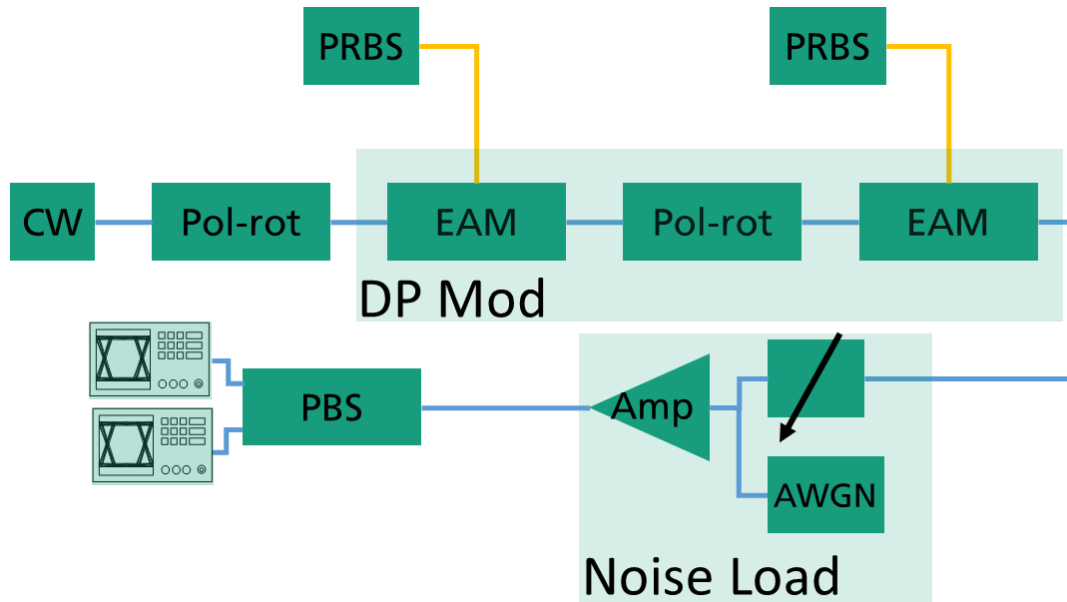 PRBS
PRBS
CW
Pol-rot
EAM
Pol-rot
EAM
DP Mod
PBS
Amp
AWGN
Noise Load